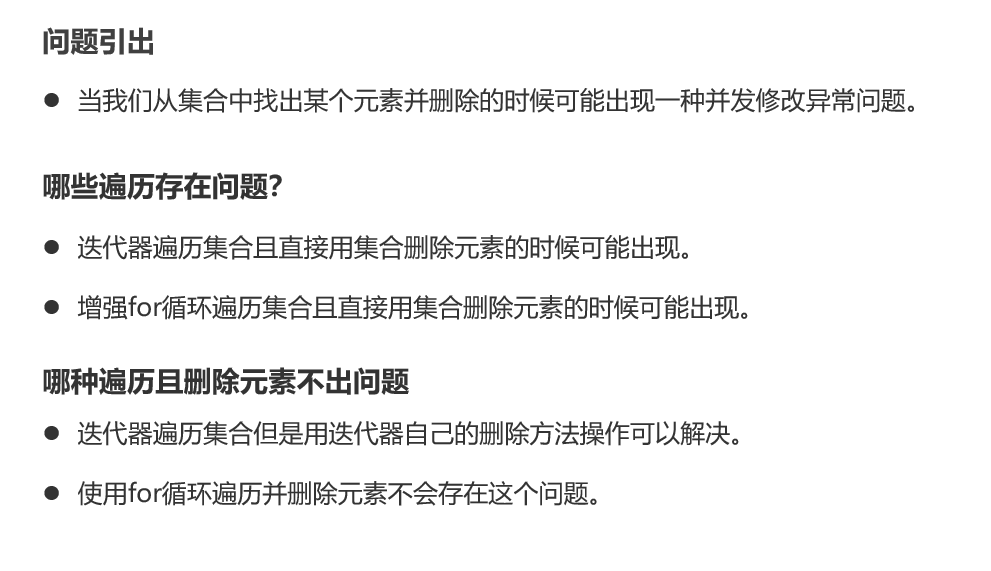 问题引出
● 当我们从集合中找出某个元素并删除的时候可能出现一种并发修改异常问题。
哪些遍历存在问题?
● 迭代器遍历集合且直接用集合删除元素的时候可能出现。
● 增强for循环遍历集合且直接用集合删除元素的时候可能出现。
哪种遍历且删除元素不出问题
● 迭代器遍历集合但是用迭代器自己的删除方法操作可以解决。
● 使用for循环遍历并删除元素不会存在这个问题。